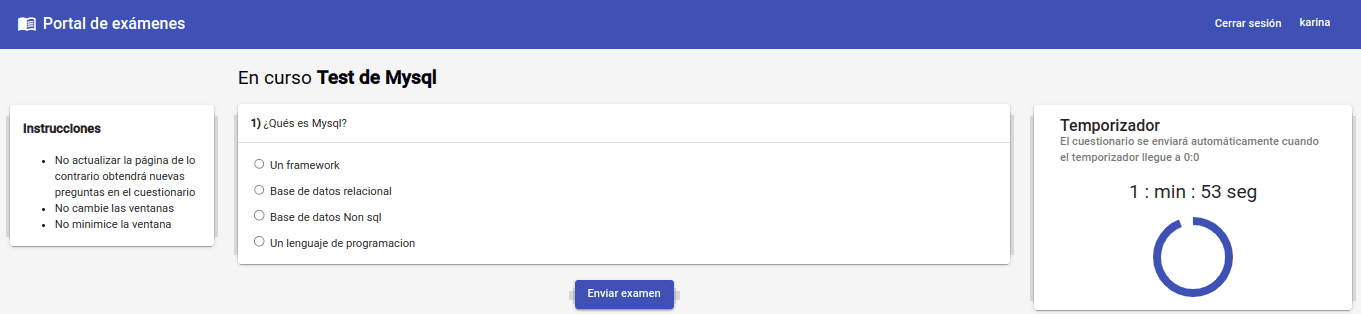 Portal de exámenes
Cerrar sesión
karina
En curso Test de Mysql
Instrucciones
No actualizar la página de lo
contrario obtendrá nuevas
preguntas en el cuestionario
No cambie las ventanas
No minimice la ventana
1) ¿Qués es Mysql?
Un framework
Base de datos relacional
Base de datos Non sql
Un lenguaje de programacion
Enviar examen
Temporizador
El cuestionario se enviará automáticamente cuando
el temporizador llegue a 0:0
1 : min : 53 seg